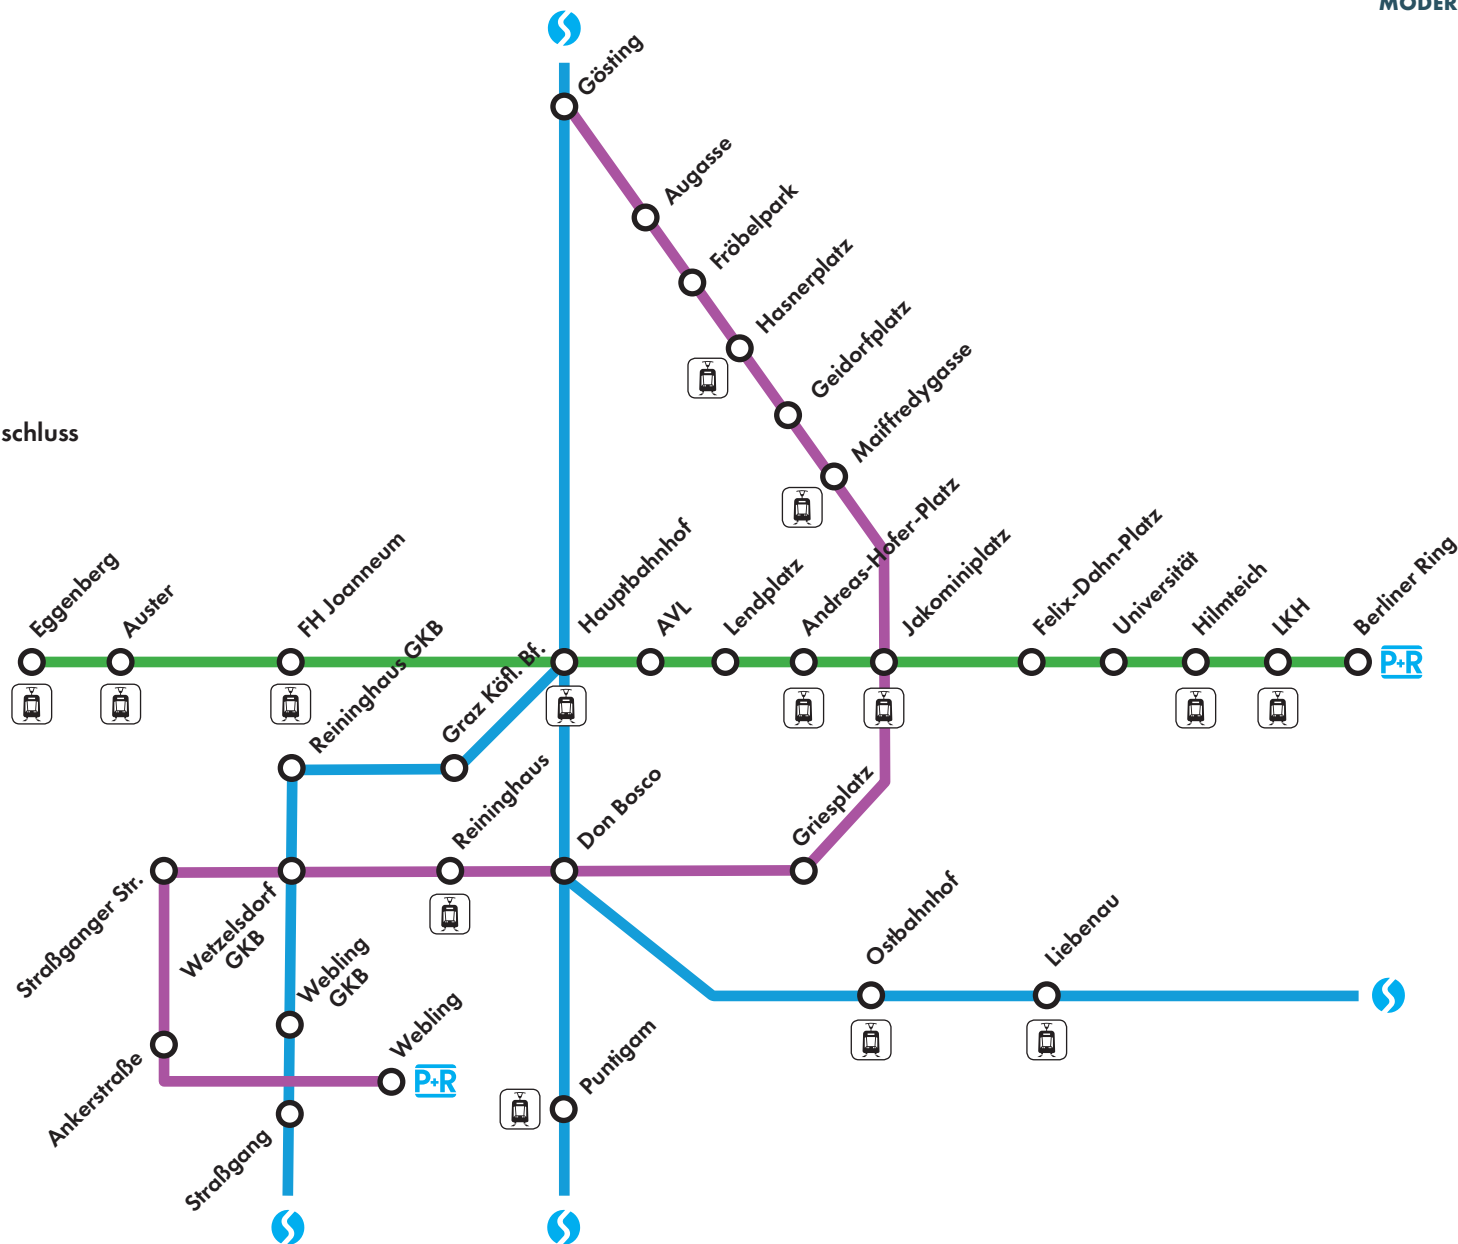 MODER
Gösting
Augasse
Fröbelpark
Hasnerplatz
Geidorfplatz
Maiffredygasse
schluss
Eggenberg
Auster
FH Joanneum
Reininghaus GKB
Graz Köfl. Bf.
Hauptbahnhof
AVL
Lendplatz
Andreas-Hofer-Platz
Jakominiplatz
Felix-Dahn-Platz
Universität
Hilmteich
LKH
Berliner Ring
P+R
Reininghaus
Don Bosco
Griesplatz
Straßganger Str.
Wetzelsdorf
GKB
Webling
GKB
Webling
P+R
Ostbahnhof
Liebenau
Ankerstraße
Straßgang
Puntigam